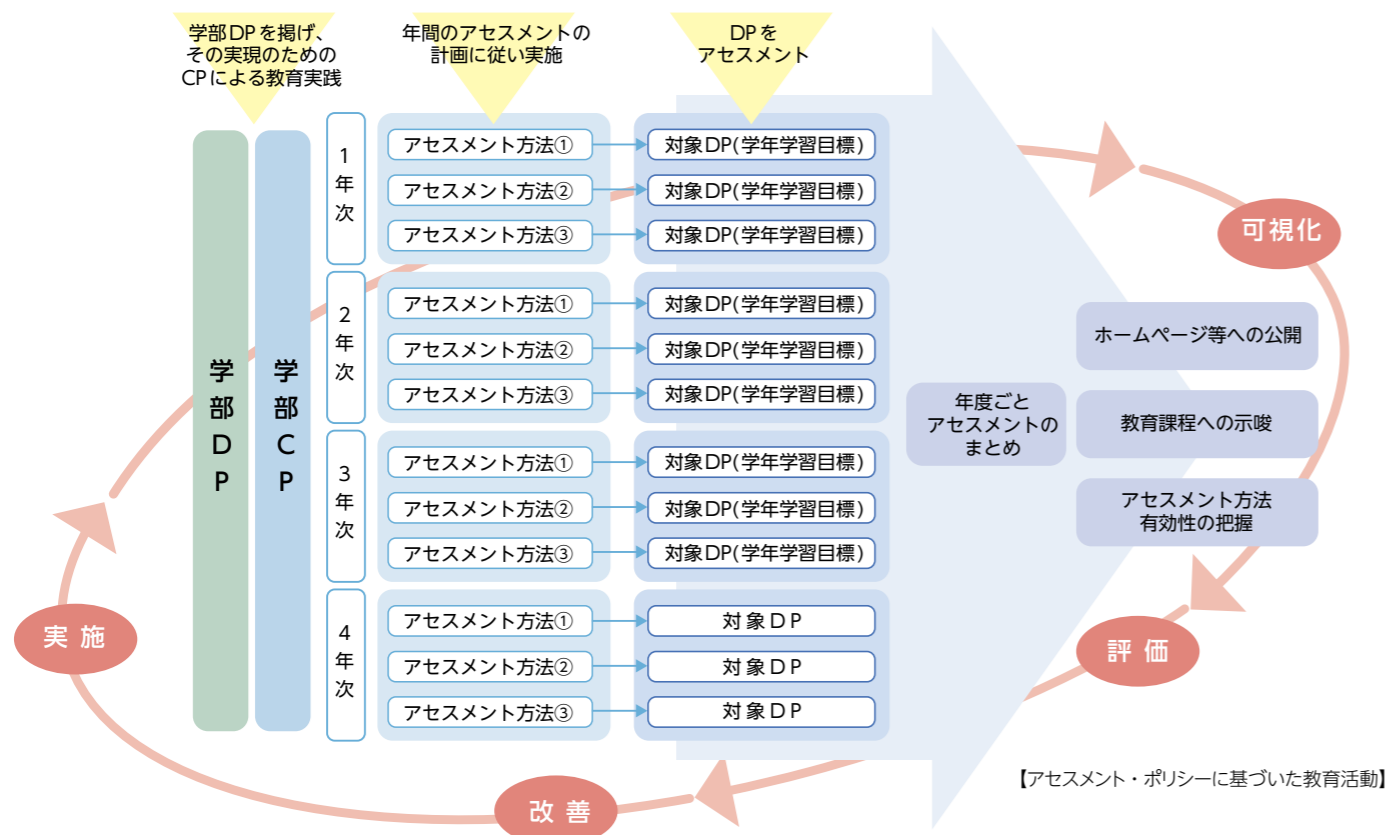 学部DPを掲げ、
その実現のための
CPによる教育実践
年間のアセスメントの
計画に従い実施
DPを
アセスメント
学部DP
学部CP
1年次
アセスメント方法①
対象DP(学年学習目標)
アセスメント方法②
対象DP(学年学習目標)
アセスメント方法③
対象DP(学年学習目標)
2年次
アセスメント方法①
対象DP(学年学習目標)
アセスメント方法②
対象DP(学年学習目標)
アセスメント方法③
対象DP(学年学習目標)
3年次
アセスメント方法①
対象DP(学年学習目標)
アセスメント方法②
対象DP(学年学習目標)
アセスメント方法③
対象DP(学年学習目標)
4年次
アセスメント方法①
対象DP
アセスメント方法②
対象DP
アセスメント方法③
対象DP
年度ごと
アセスメントの
まとめ
ホームページ等への公開
教育課程への示唆
アセスメント方法
有効性の把握
可視化
評価
改善
実施
【アセスメント・ポリシーに基づいた教育活動】